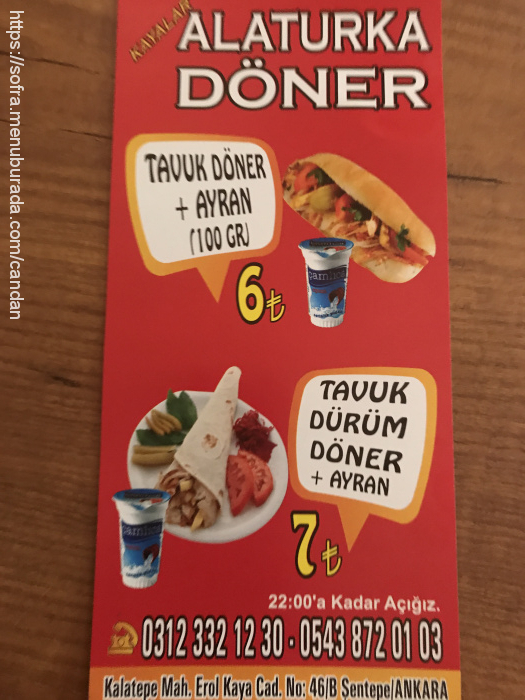 https://sofra.menuburada.com/candan
KAYALAR
ALATURKA
DÖNER
TAVUK DÖNER
+ AYRAN
(100 GR)
6₺
TAVUK
DÜRÜM
DÖNER
+ AYRAN
7₺
22:00'a Kadar Açığız.
0312 332 12 30 - 0543 872 01 03
Kalatepe Mah. Erol Kaya Cad. No: 46/B Şentepe/ANKARA